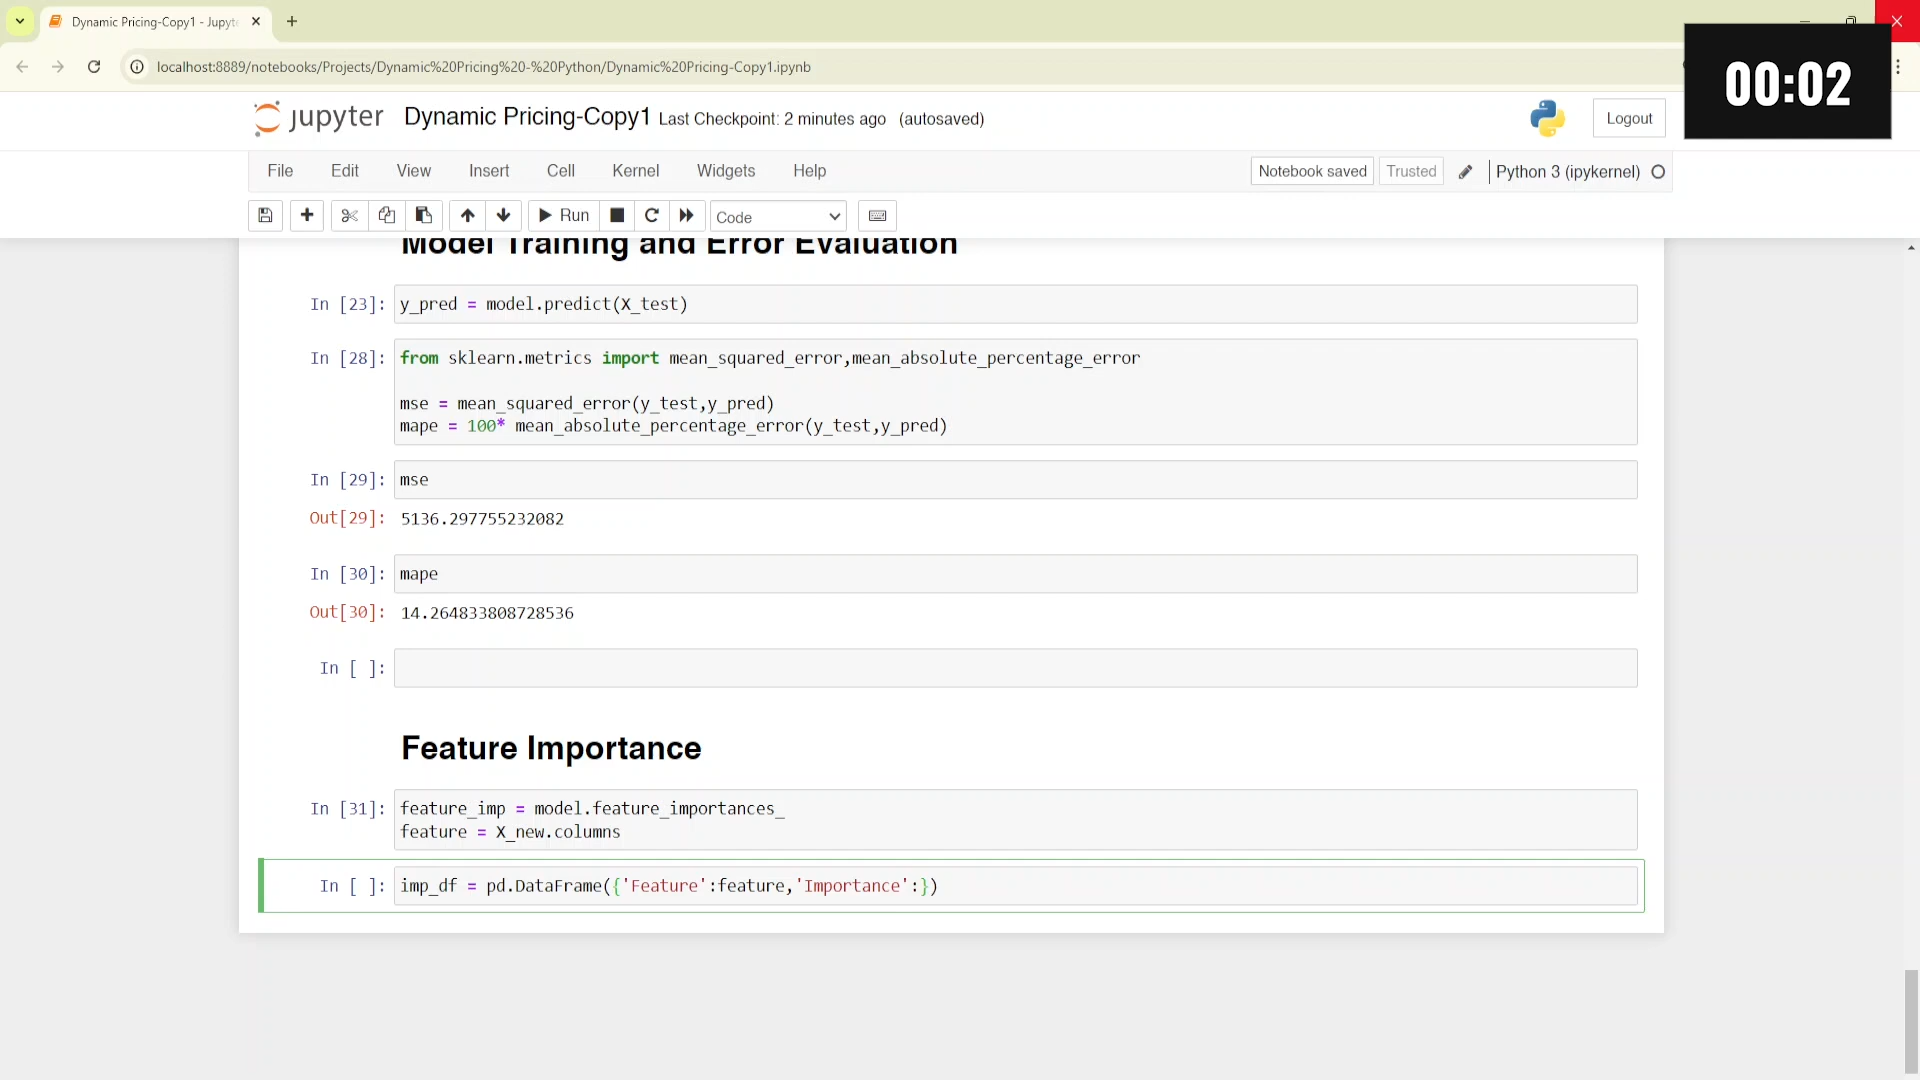 Dynamic Pricing-Copy1 - Jupyt
localhost:8889/notebooks/Projects/Dynamic%20Pricing%20-%20Python/Dynamic%20Pricing-Copy1.ipynb
00:02
jupyter Dynamic Pricing-Copy1 Last Checkpoint: 2 minutes ago (autosaved)
Logout
File Edit View Insert Cell Kernel Widgets Help
Notebook saved Trusted Python 3 (ipykernel)
Run Code
Model Training and Error Evaluation
In [23]: y_pred = model.predict(X_test)
In [28]: from sklearn.metrics import mean_squared_error,mean_absolute_percentage_error
mse = mean_squared_error(y_test,y_pred)
mape = 100* mean_absolute_percentage_error(y_test,y_pred)
In [29]: mse
Out[29]: 5136.297755232082
In [30]: mape
Out[30]: 14.264833808728536
In [ ]:
Feature Importance
In [31]: feature_imp = model.feature_importances_
feature = X_new.columns
In [ ]: imp_df = pd.DataFrame({'Feature':feature,'Importance':})